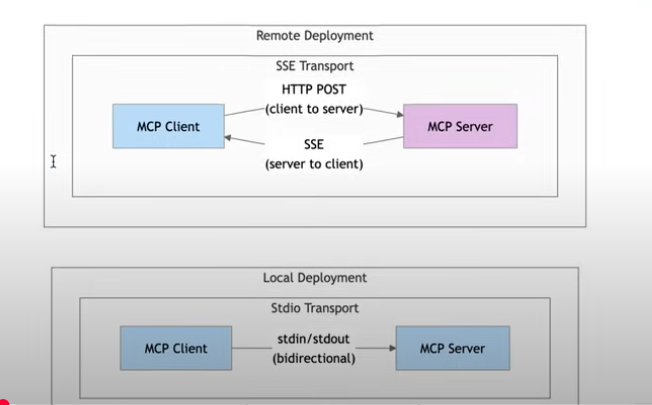 Remote Deployment
SSE Transport
HTTP POST
(client to server)
MCP Client
MCP Server
SSE
(server to client)
Local Deployment
Stdio Transport
stdin/stdout
(bidirectional)
MCP Client
MCP Server